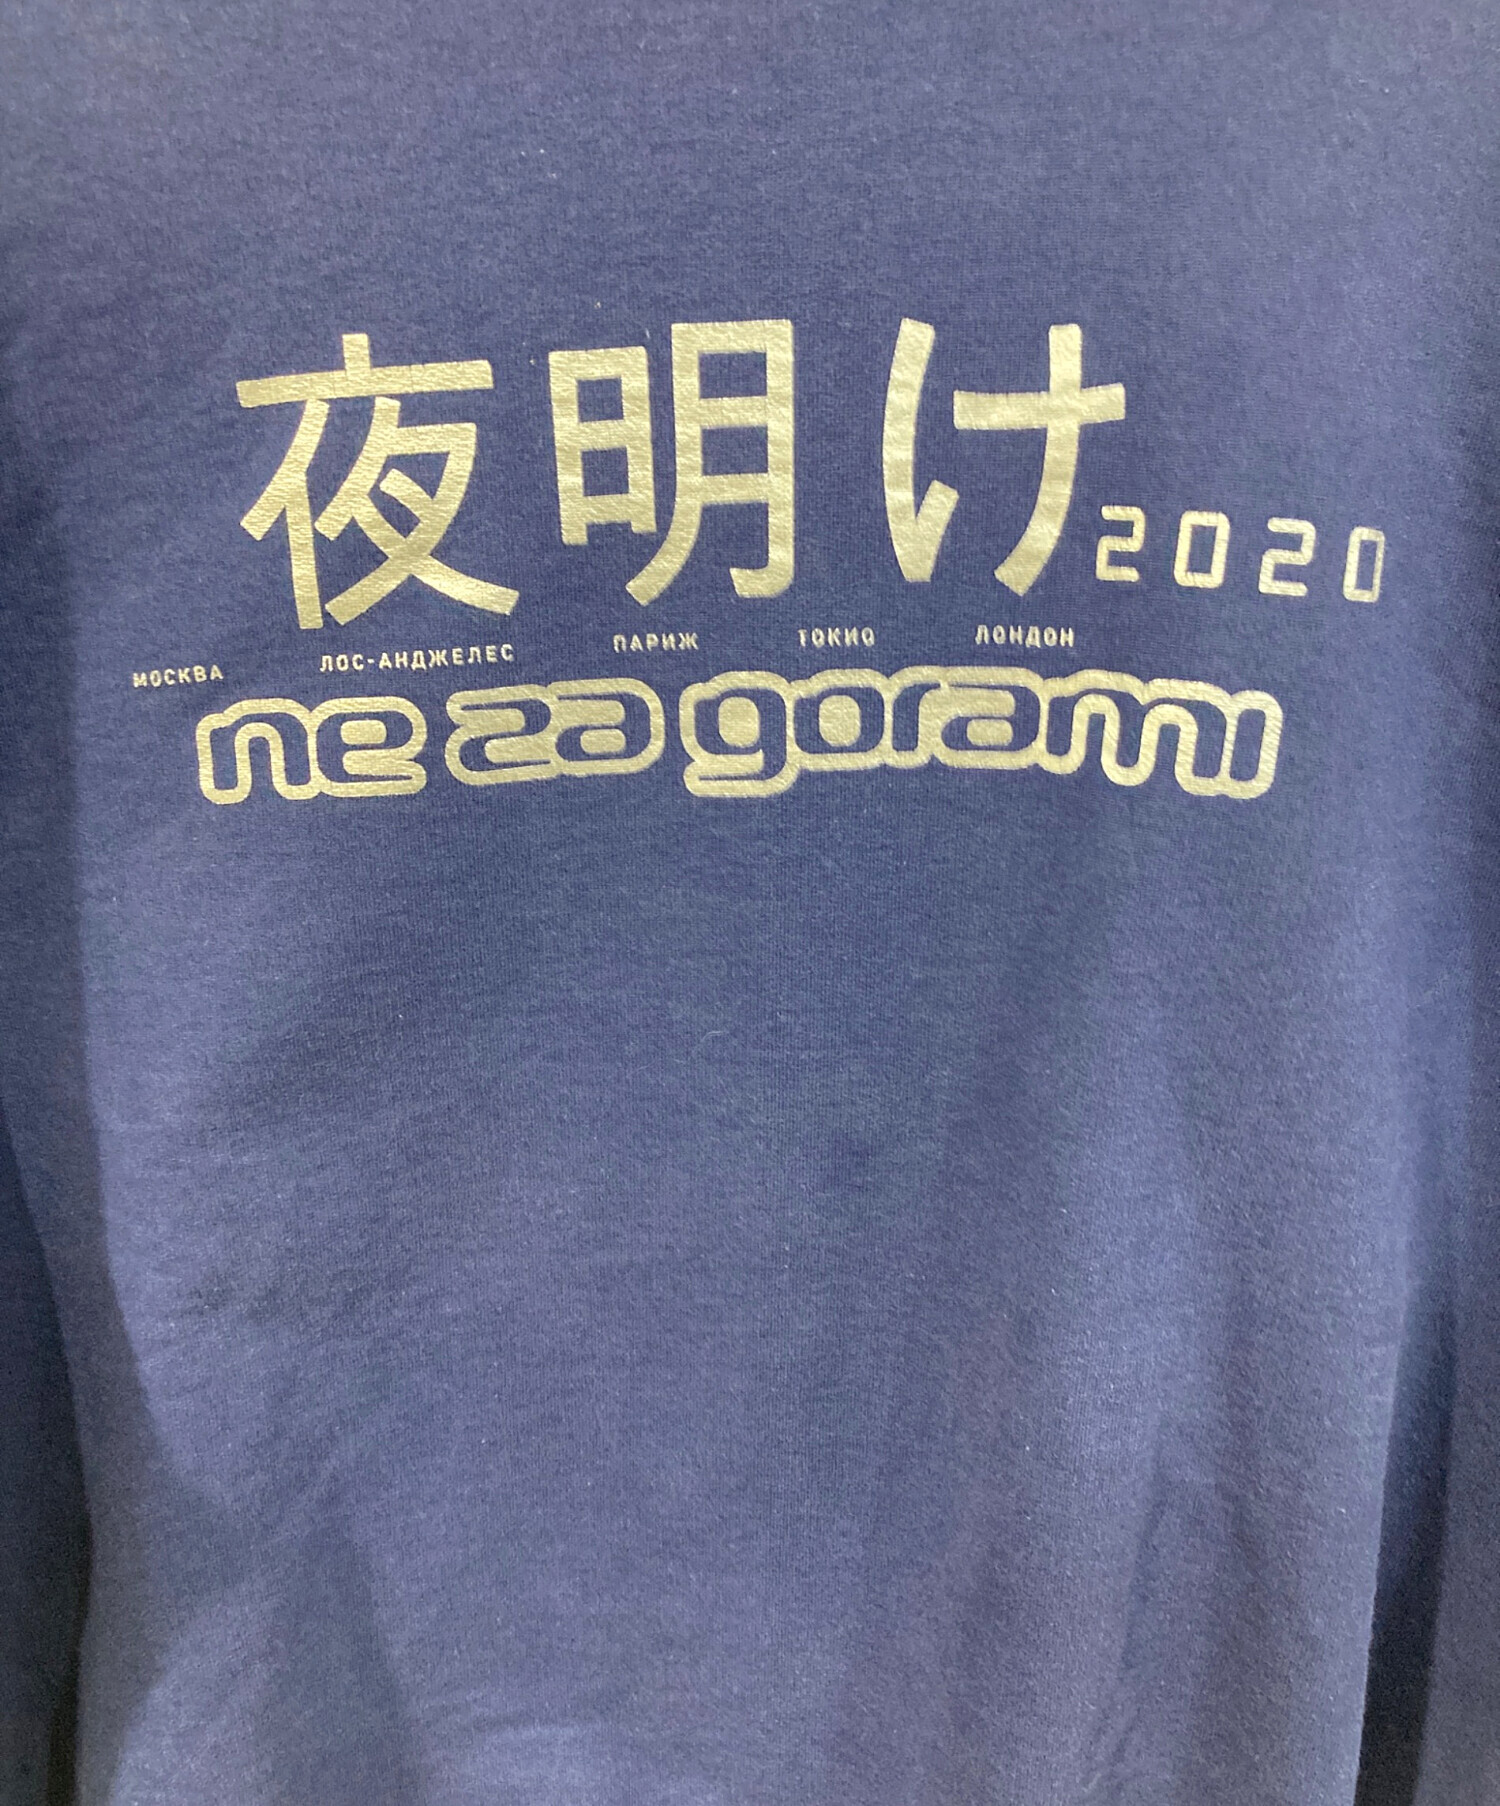 夜明け2020
МОСКВА ЛОС-АНДЖЕЛЕС ПАРИЖ ТОКИО ЛОНДОН
ne za gorami